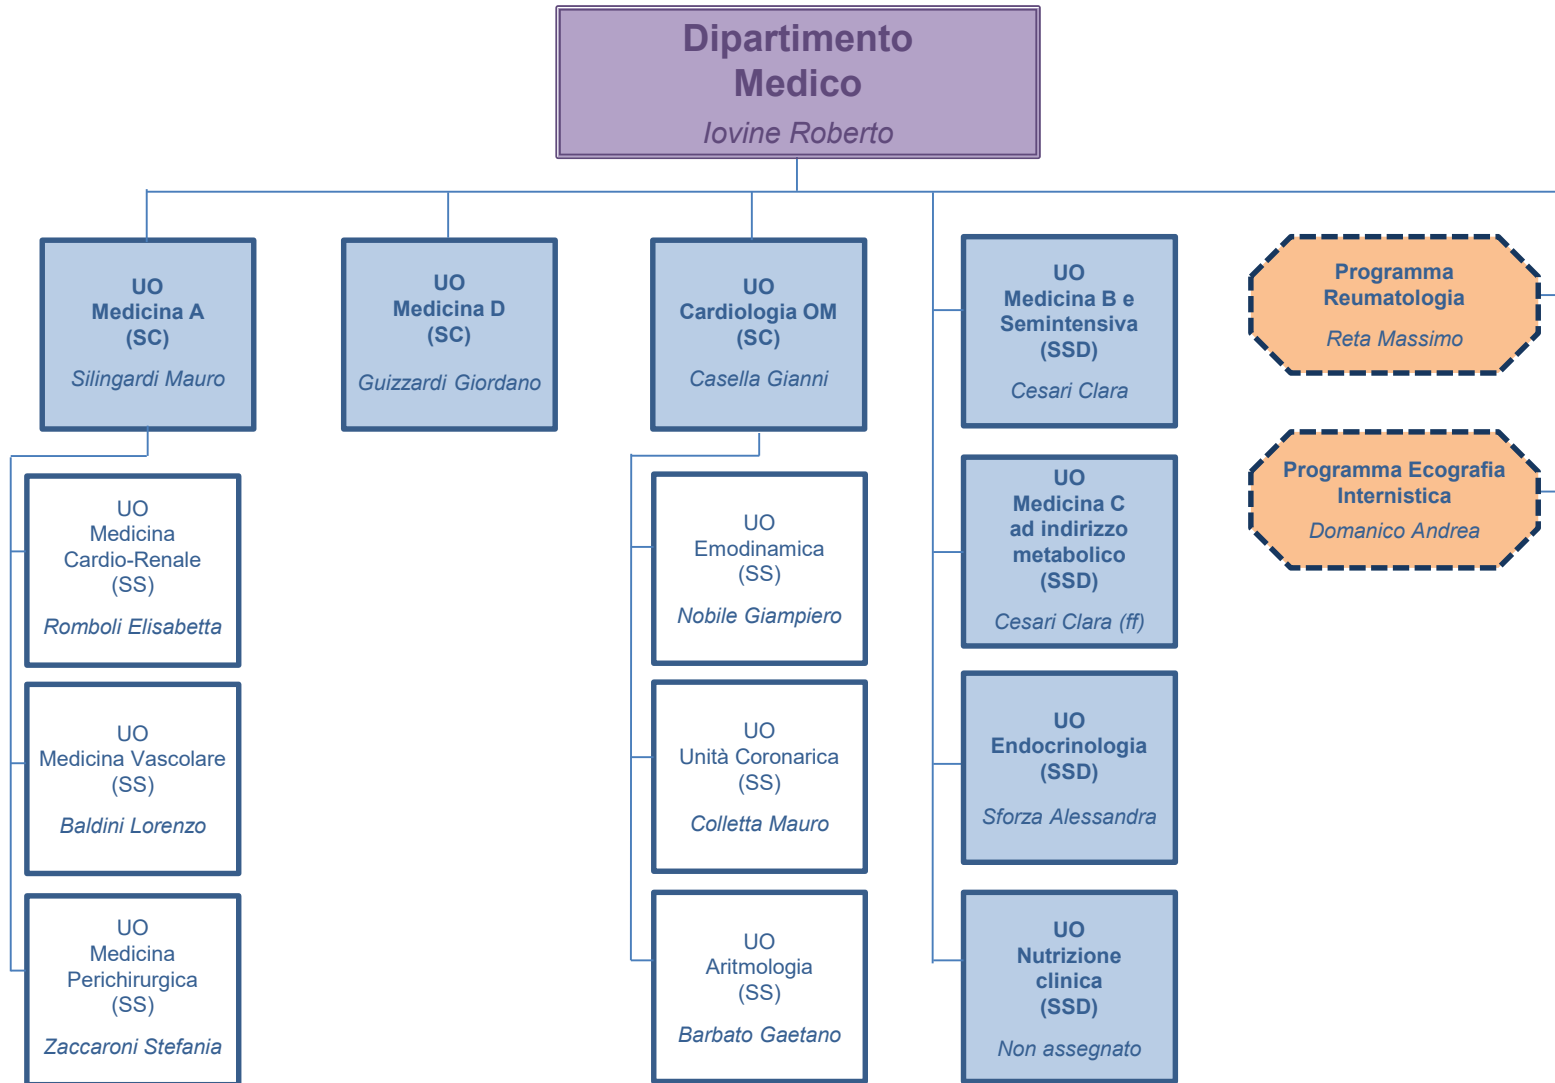 Dipartimento
Medico
Iovine Roberto
UO
Medicina A
(SC)
Silingardi Mauro
UO
Medicina D
(SC)
Guizzardi Giordano
UO
Cardiologia OM
(SC)
Casella Gianni
UO
Medicina B e
Semintensiva
(SSD)
Cesari Clara
Programma
Reumatologia
Reta Massimo
Programma Ecografia
Internistica
Domanico Andrea
UO
Medicina
Cardio-Renale
(SS)
Romboli Elisabetta
UO
Medicina Vascolare
(SS)
Baldini Lorenzo
UO
Medicina
Perichirurgica
(SS)
Zaccaroni Stefania
UO
Emodinamica
(SS)
Nobile Giampiero
UO
Unità Coronarica
(SS)
Colletta Mauro
UO
Aritmologia
(SS)
Barbato Gaetano
UO
Medicina C
ad indirizzo
metabolico
(SSD)
Cesari Clara (ff)
UO
Endocrinologia
(SSD)
Sforza Alessandra
UO
Nutrizione
clinica
(SSD)
Non assegnato